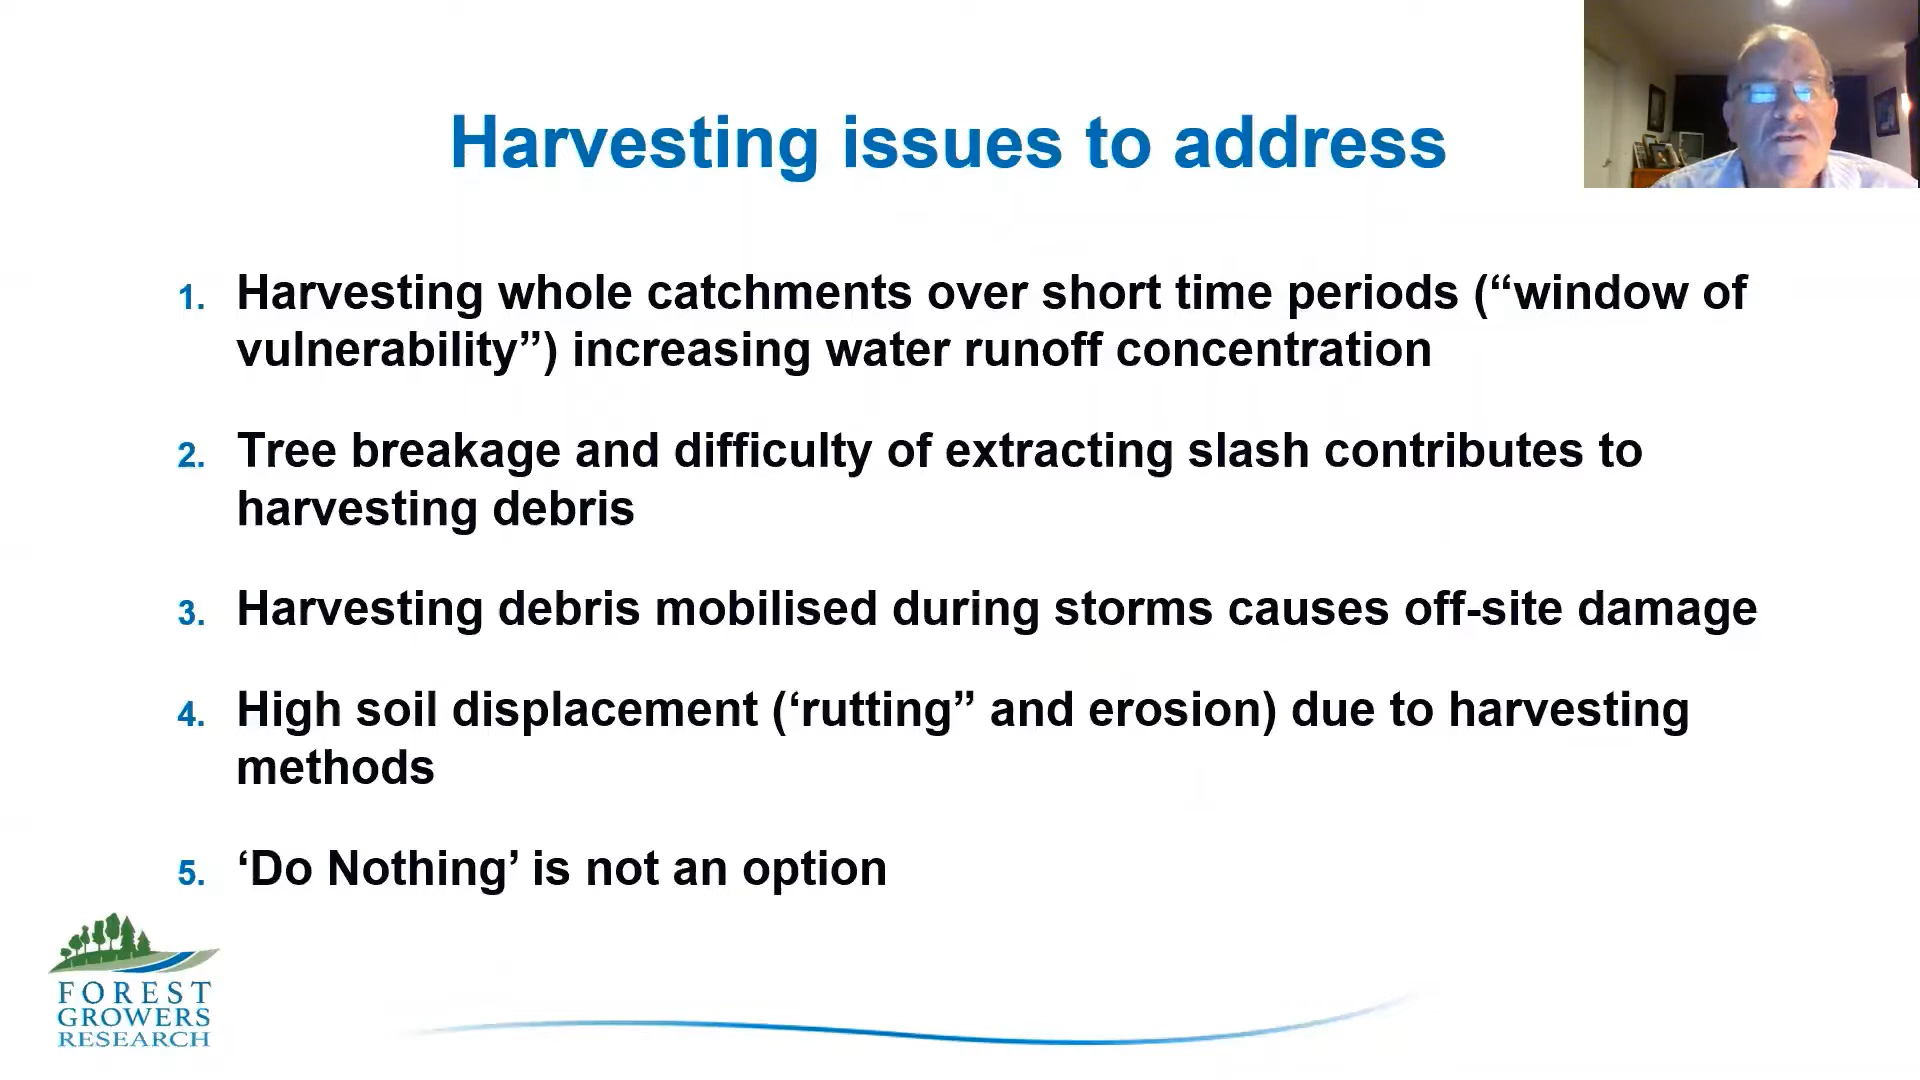 Harvesting issues to address
1. Harvesting whole catchments over short time periods (“window of
vulnerability”) increasing water runoff concentration
2. Tree breakage and difficulty of extracting slash contributes to
harvesting debris
3. Harvesting debris mobilised during storms causes off-site damage
4. High soil displacement (‘rutting” and erosion) due to harvesting
methods
5. ‘Do Nothing’ is not an option
FOREST
GROWERS
RESEARCH